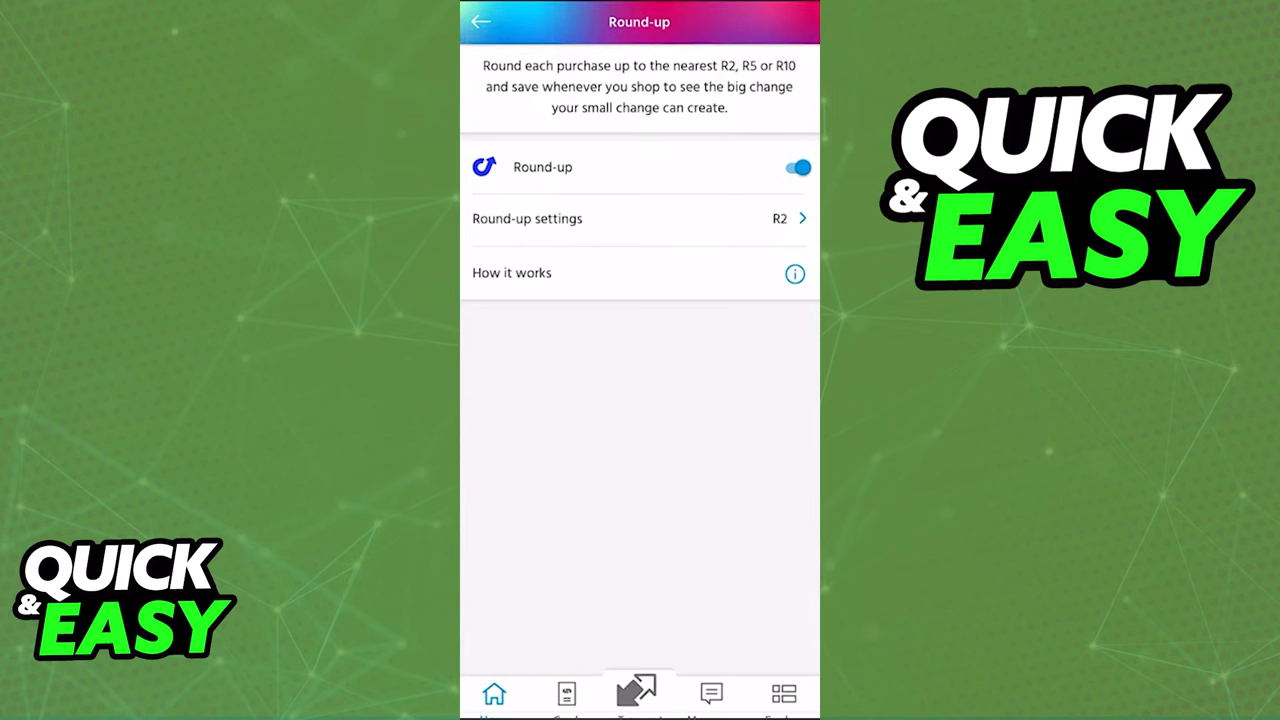 Round-up
Round each purchase up to the nearest R2, R5 or R10
and save whenever you shop to see the big change
your small change can create.
Round-up
Round-up settings
R2
How it works
QUICK
& EASY
QUICK
& EASY